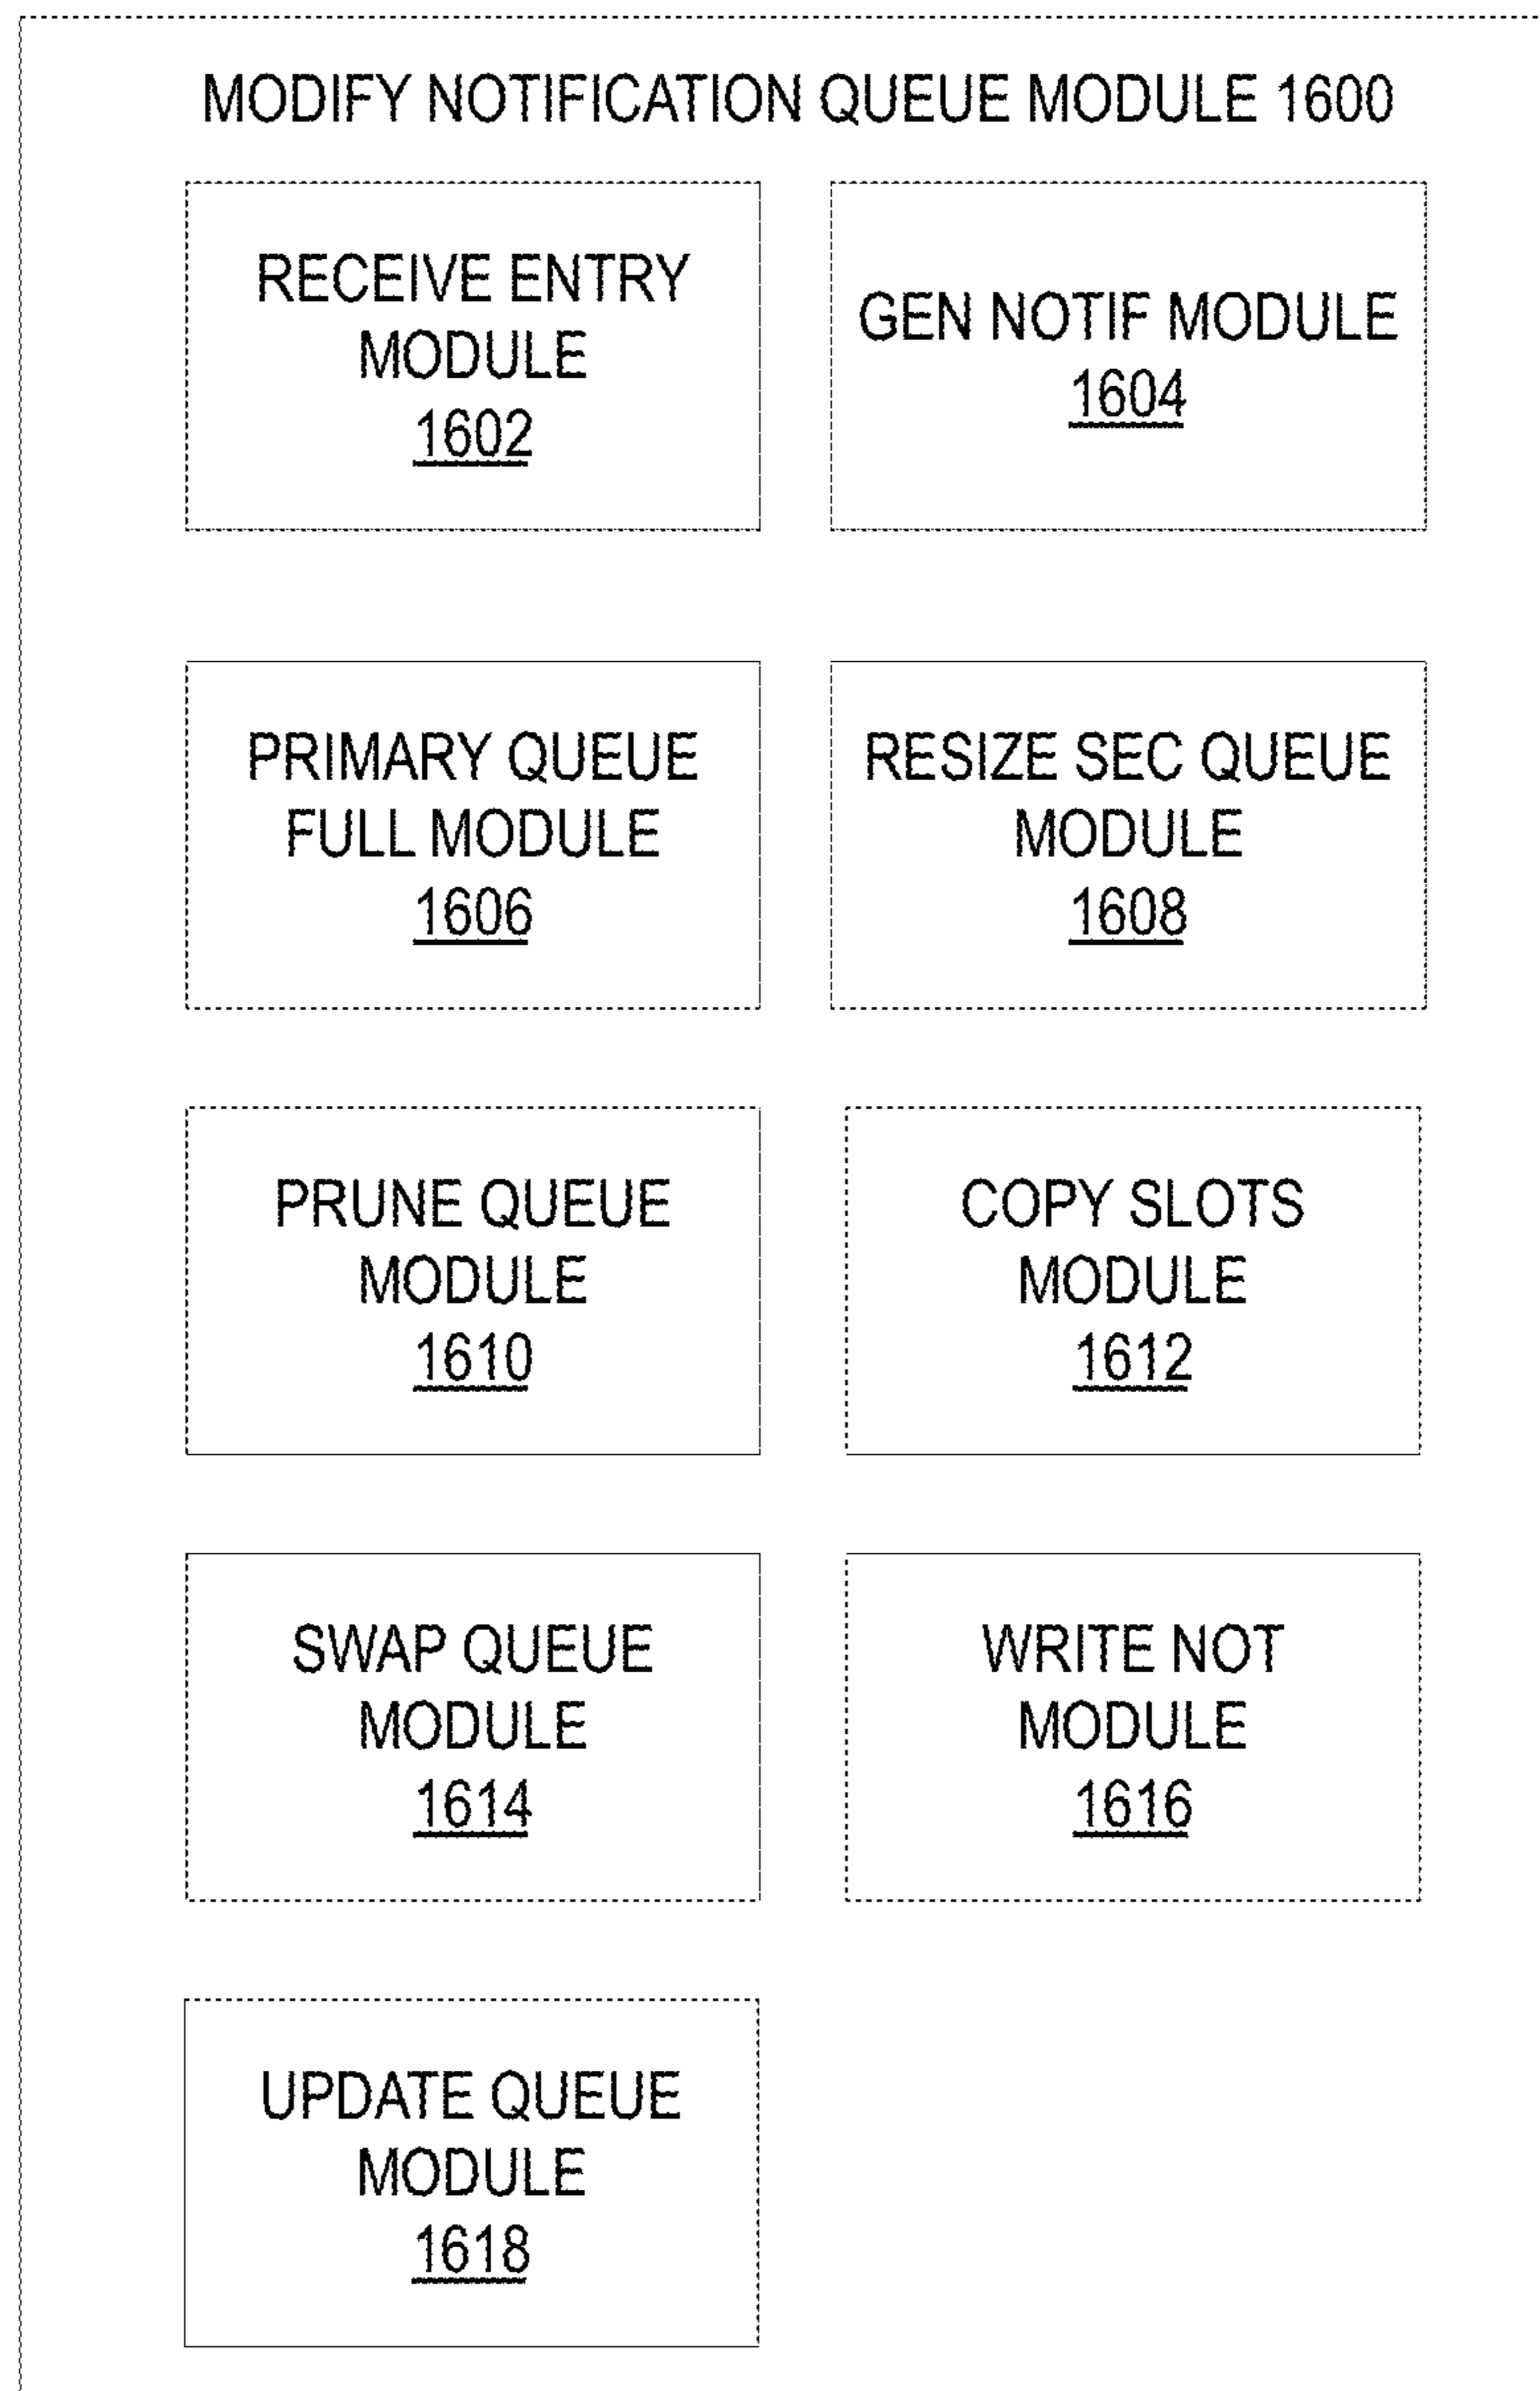 MODIFY NOTIFICATION QUEUE MODULE 1600
RECEIVE ENTRY
MODULE
1602
GEN NOTIF MODULE
1604
PRIMARY QUEUE
FULL MODULE
1606
RESIZE SEC QUEUE
MODULE
1608
PRUNE QUEUE
MODULE
1610
COPY SLOTS
MODULE
1612
SWAP QUEUE
MODULE
1614
WRITE NOT
MODULE
1616
UPDATE QUEUE
MODULE
1618